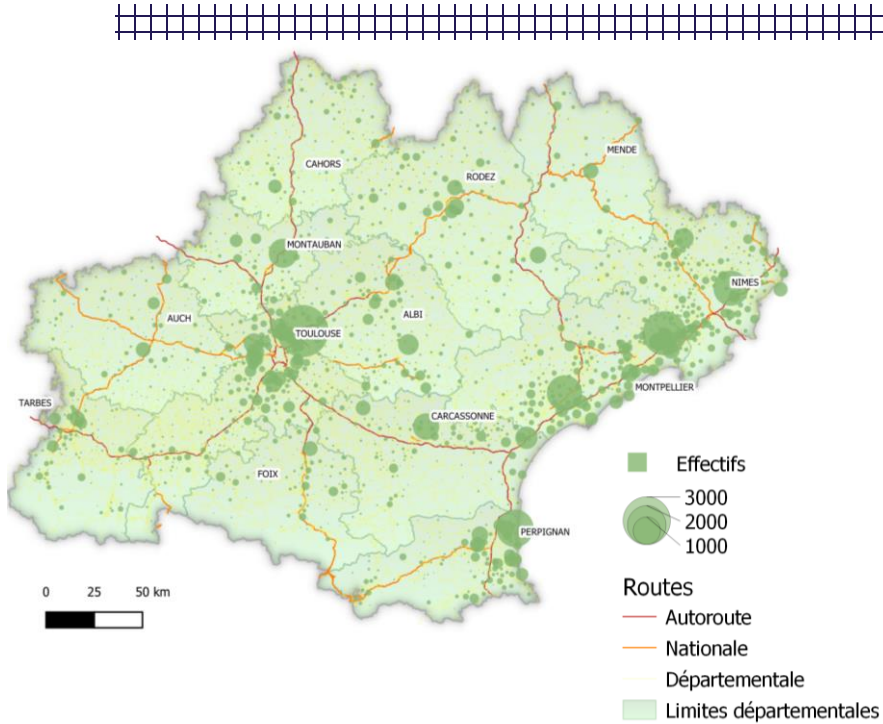 CAHORS
MENDE
RODEZ
MONTAUBAN
NIMES
AUCH
ALBI
TOULOUSE
MONTPELLIER
TARBES
CARCASSONNE
FOIX
PERPIGNAN
Effectifs
3000
2000
1000
0 25 50 km
Routes
Autoroute
Nationale
Départementale
Limites départementales